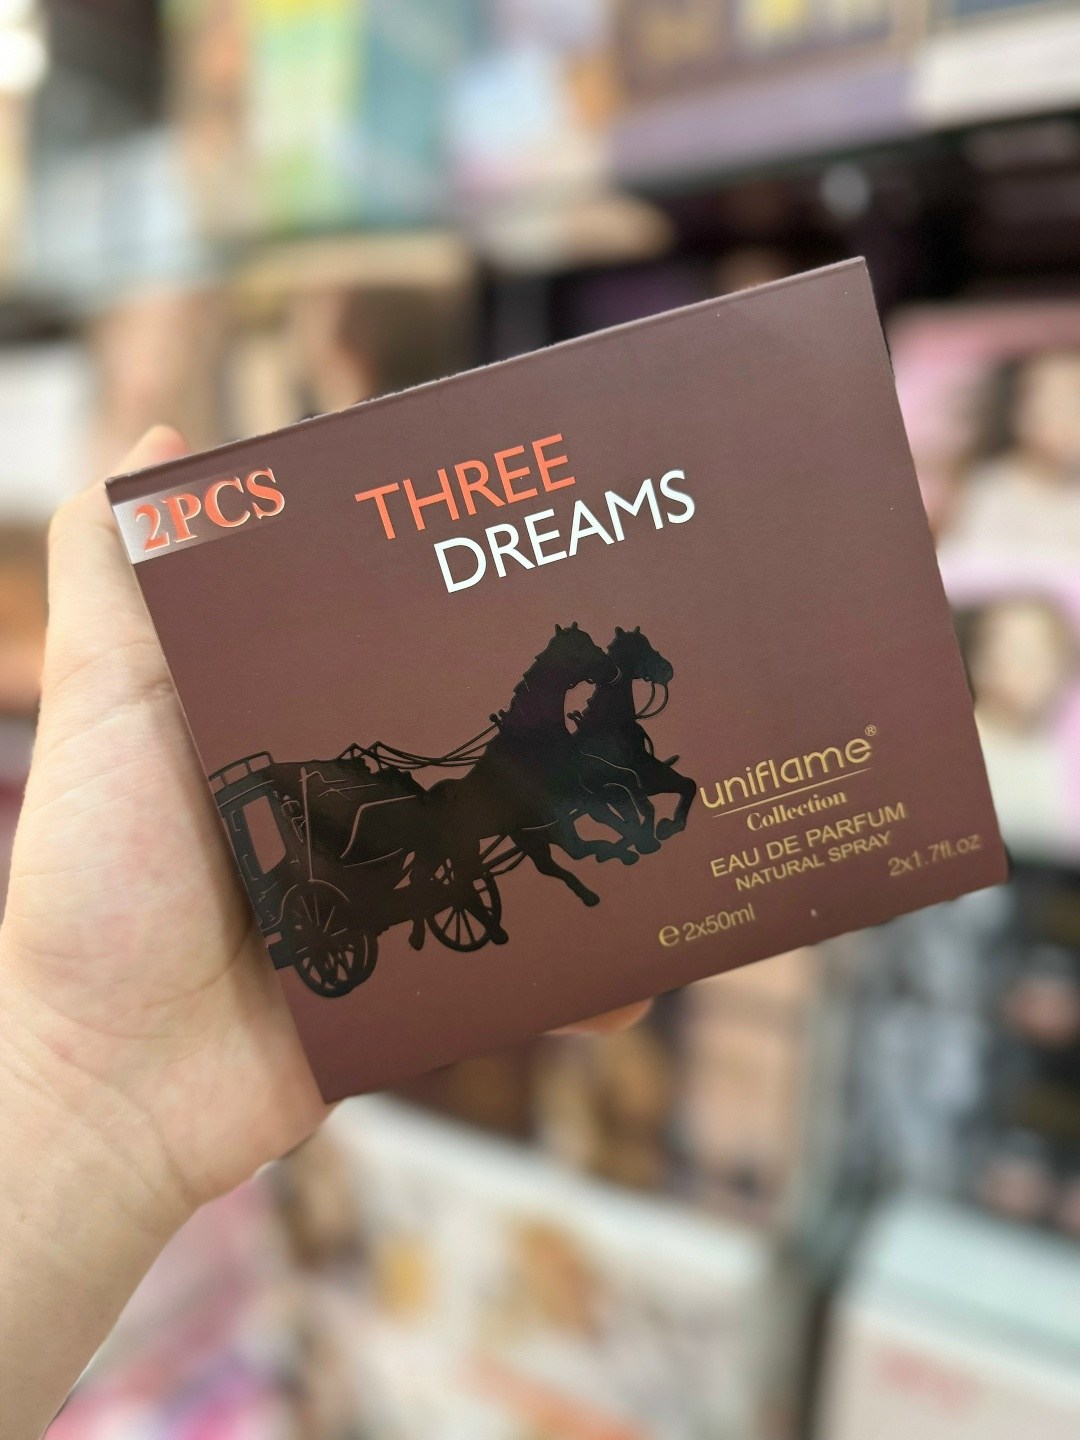 2PCS
THREE
DREAMS
uniflame®
Collection
EAU DE PARFUM
NATURAL SPRAY
℮ 2x50ml
2x1.7fl.oz